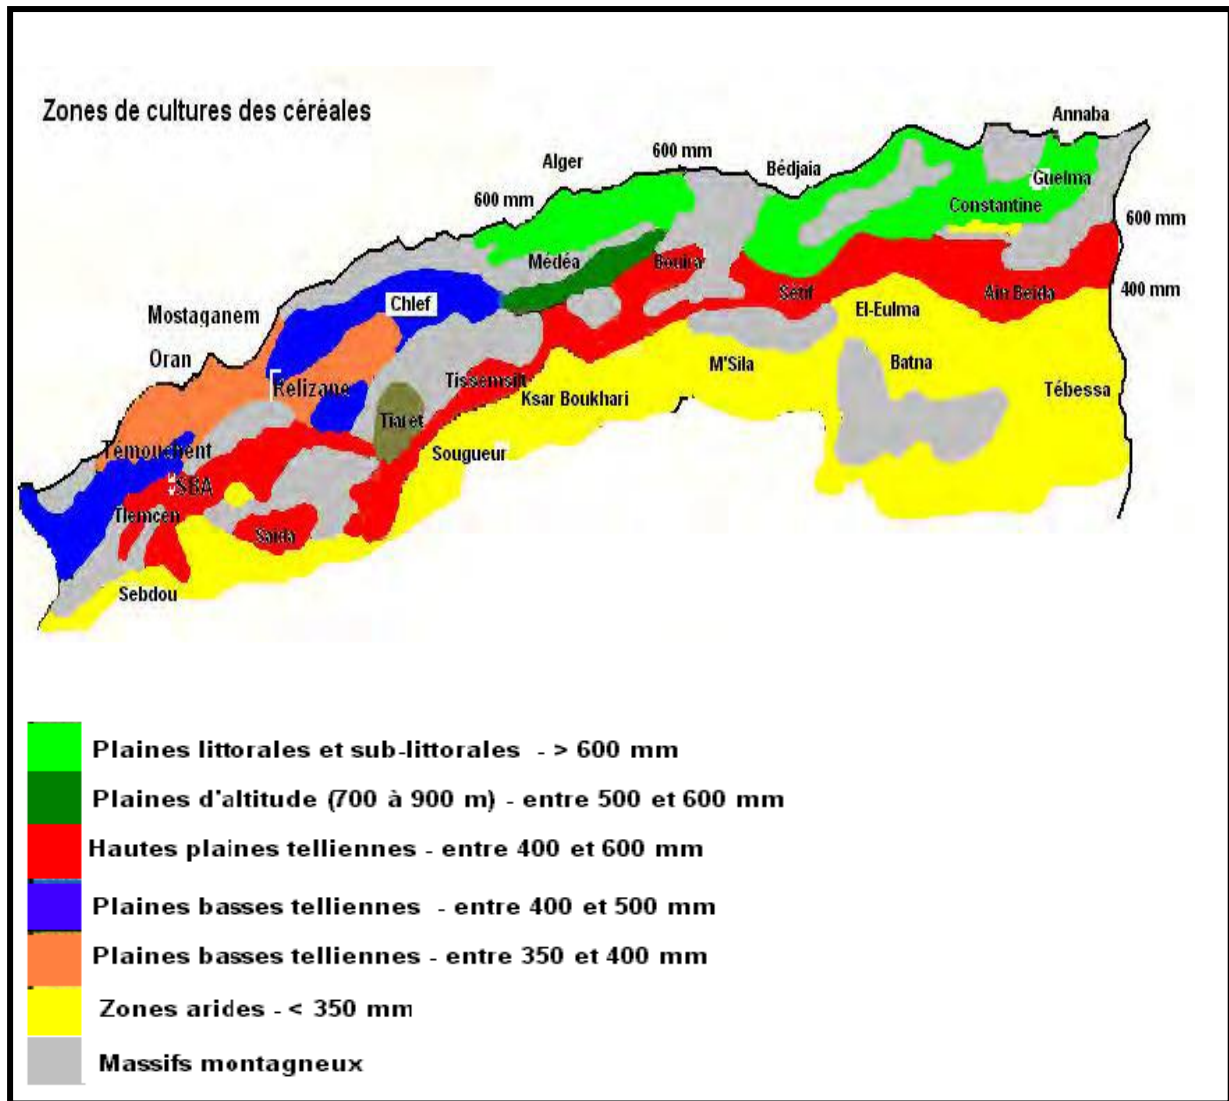 Zones de cultures des céréales
Annaba
600 mm
Alger
Bédjaia
Guelma
600 mm
Constantine
600 mm
Médéa
Bouira
Sétif
Ain Beida
400 mm
Chlef
El-Eulma
Mostaganem
Oran
M'Sila
Batna
Relizane
Tissemsilt
Ksar Boukhari
Tébessa
Tiaret
Témouchent
Sougueur
SBA
Tlemcen
Saida
Sebdou
Plaines littorales et sub-littorales - > 600 mm
Plaines d'altitude (700 à 900 m) - entre 500 et 600 mm
Hautes plaines telliennes - entre 400 et 600 mm
Plaines basses telliennes - entre 400 et 500 mm
Plaines basses telliennes - entre 350 et 400 mm
Zones arides - < 350 mm
Massifs montagneux